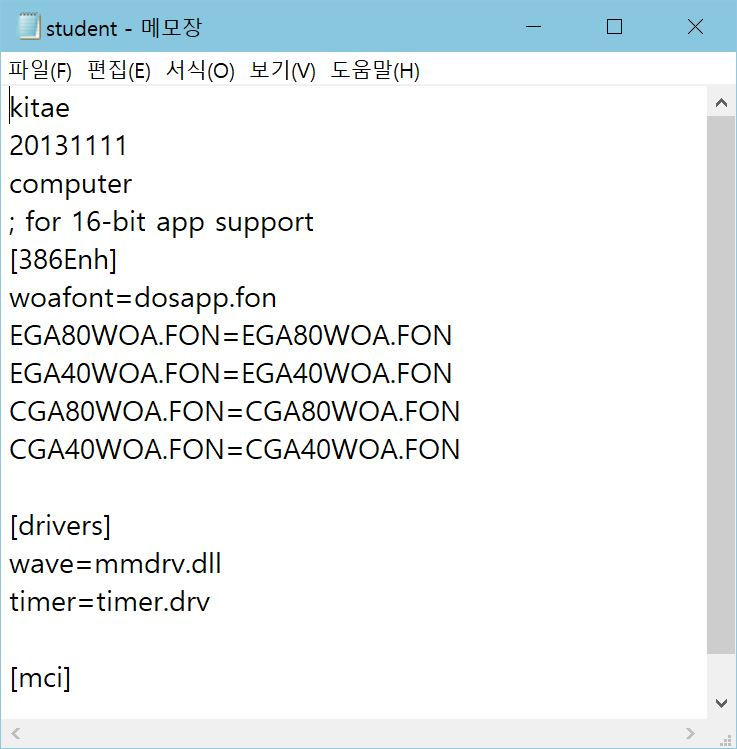 student - 메모장
파일(F) 편집(E) 서식(O) 보기(V) 도움말(H)
kitae
20131111
computer
; for 16-bit app support
[386Enh]
woafont=dosapp.fon
EGA80WOA.FON=EGA80WOA.FON
EGA40WOA.FON=EGA40WOA.FON
CGA80WOA.FON=CGA80WOA.FON
CGA40WOA.FON=CGA40WOA.FON
[drivers]
wave=mmdrv.dll
timer=timer.drv
[mci]